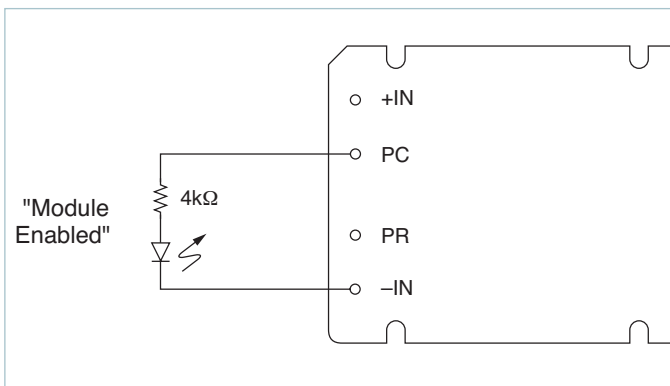 +IN
PC
4kΩ
"Module
Enabled"
PR
–IN